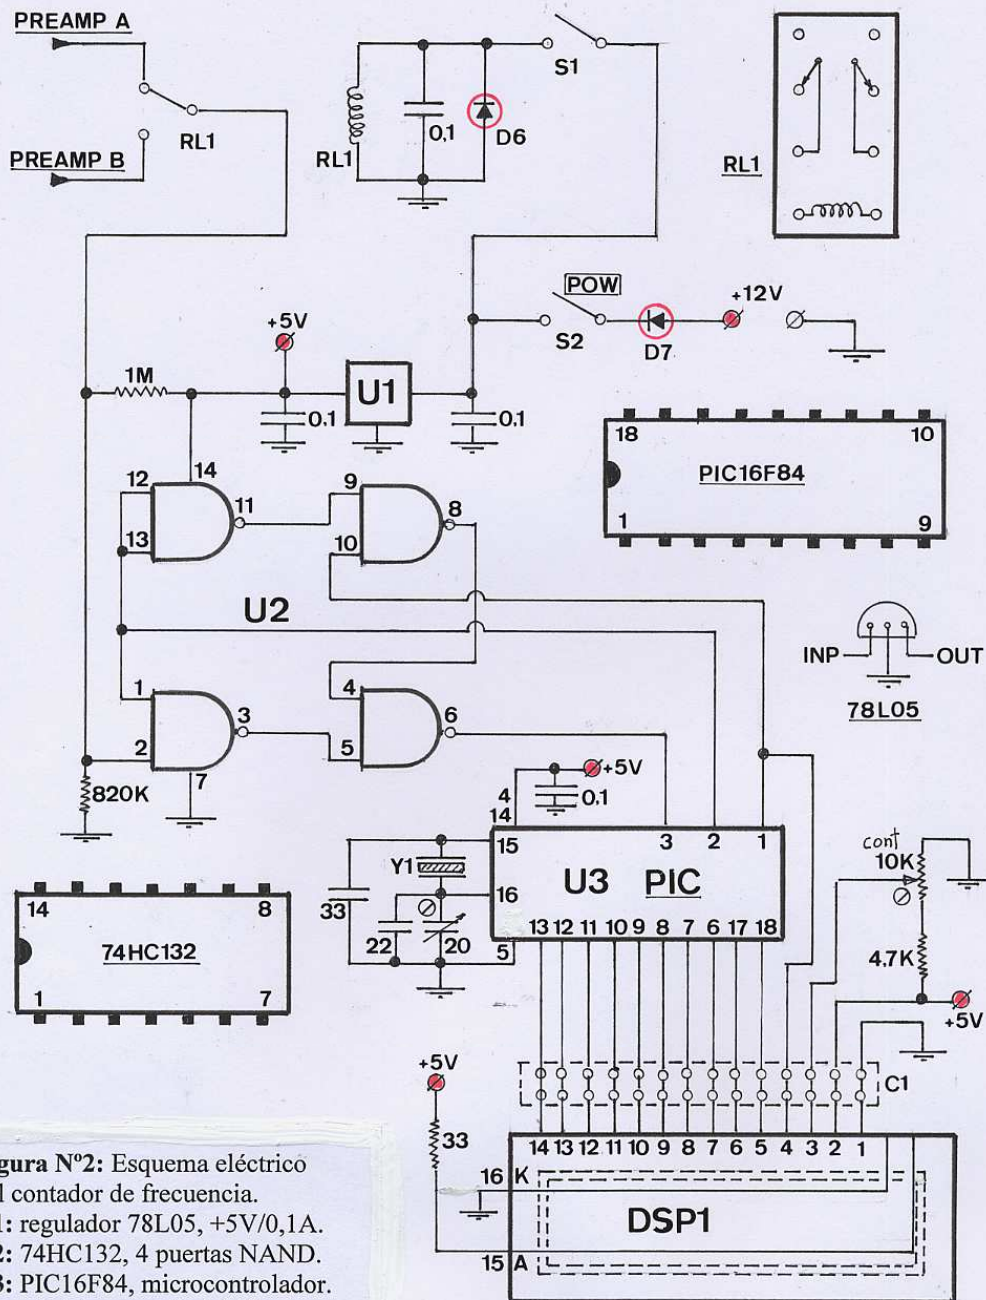 PREAMP A
PREAMP B
RL1
RL1
0,1
D6
S1
RL1
POW
S2
D7
+12V
+5V
1M
0.1
U1
0.1
18 10
PIC16F84
1 9
12
13
14
11
9
10
8
U2
1
2
3
7
4
5
6
820K
INP OUT
78L05
+5V
0.1
4
14
15
16
5
3 2 1
U3 PIC
13 12 11 10 9 8 7 6 17 18
Y1
33
22
20
cont
10K
4,7K
+5V
14 8
74HC132
1 7
+5V
33
C1
14 13 12 11 10 9 8 7 6 5 4 3 2 1
16 K
DSP1
15 A
gura Nº2: Esquema eléctrico
l contador de frecuencia.
1: regulador 78L05, +5V/0,1A.
2: 74HC132, 4 puertas NAND.
3: PIC16F84, microcontrolador.